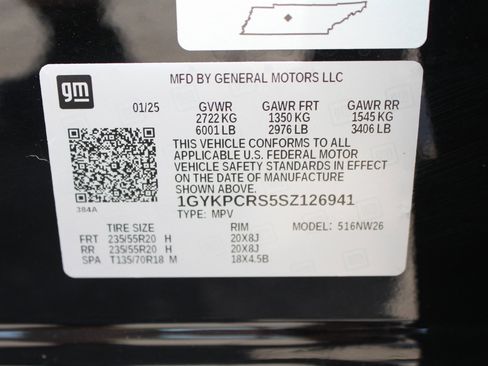 gm
MFD BY GENERAL MOTORS LLC
01/25 GVWR GAWR FRT GAWR RR
2722 KG 1350 KG 1545 KG
6001 LB 2976 LB 3406 LB
THIS VEHICLE CONFORMS TO ALL
APPLICABLE U.S. FEDERAL MOTOR
VEHICLE SAFETY STANDARDS IN EFFECT
ON THE DATE OF MANUFACTURE
SHOWN ABOVE.
384A
1GYKPCRS5SZ126941
TYPE: MPV
TIRE SIZE RIM MODEL: 516NW26
FRT 235/55R20 H 20X8J
RR 235/55R20 H 20X8J
SPA T135/70R18 M 18X4.5B